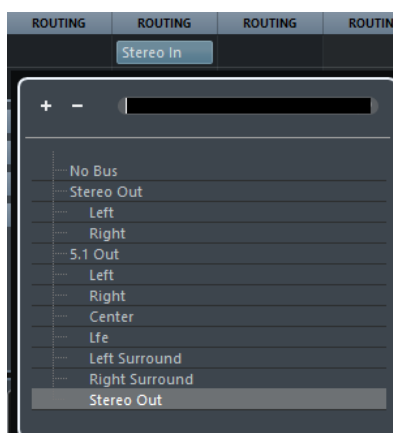 ROUTING ROUTING ROUTING ROUTIN
Stereo In
+ −
No Bus
Stereo Out
Left
Right
5.1 Out
Left
Right
Center
Lfe
Left Surround
Right Surround
Stereo Out